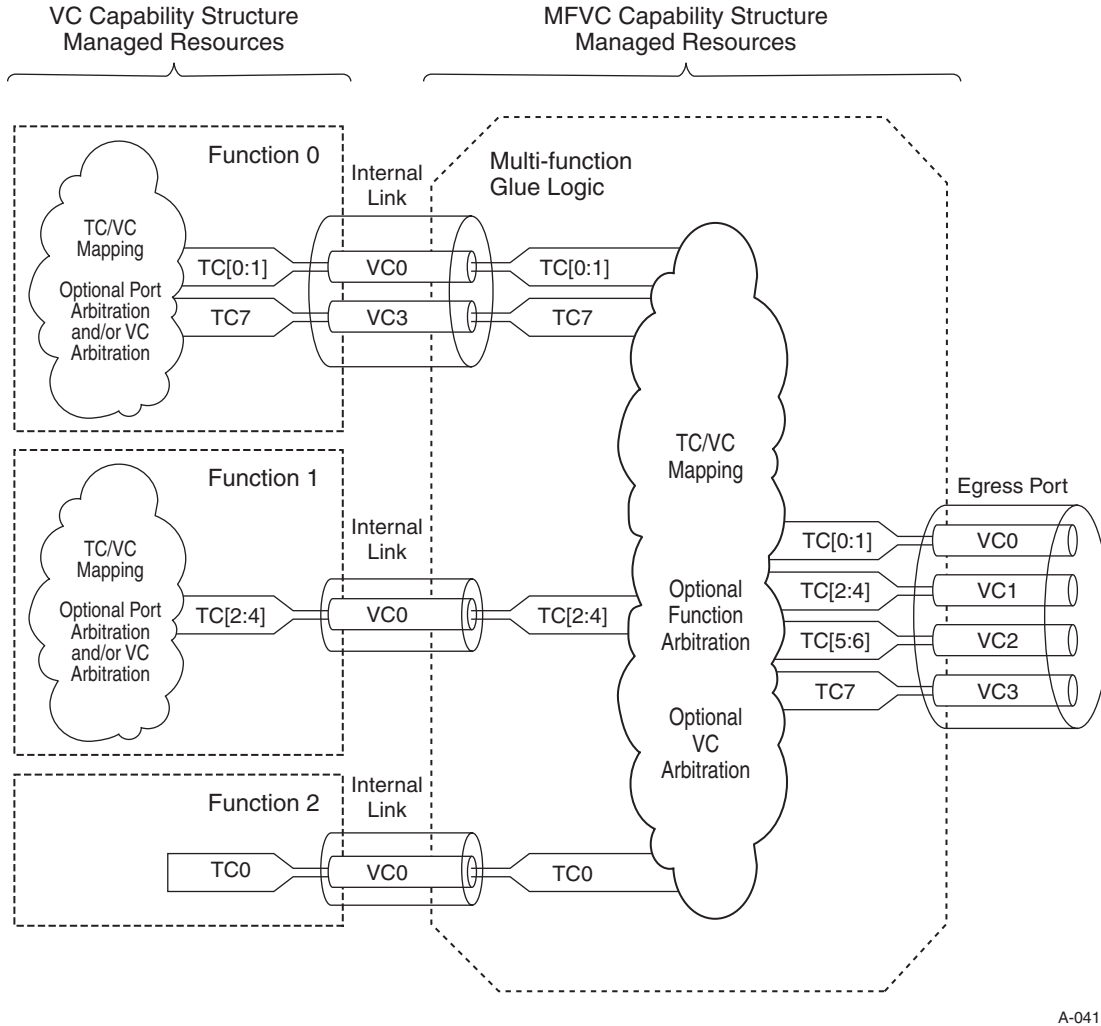 VC Capability Structure
Managed Resources
MFVC Capability Structure
Managed Resources
Function 0
TC/VC
Mapping
Optional Port
Arbitration
and/or VC
Arbitration
TC[0:1]
TC7
Internal
Link
VC0
VC3
Multi-function
Glue Logic
TC[0:1]
TC7
Function 1
TC/VC
Mapping
Optional Port
Arbitration
and/or VC
Arbitration
TC[2:4]
Internal
Link
VC0
TC[2:4]
Function 2
TC0
Internal
Link
VC0
TC0
TC/VC
Mapping
Optional
Function
Arbitration
Optional
VC
Arbitration
Egress Port
TC[0:1]
VC0
TC[2:4]
VC1
TC[5:6]
VC2
TC7
VC3
A-041